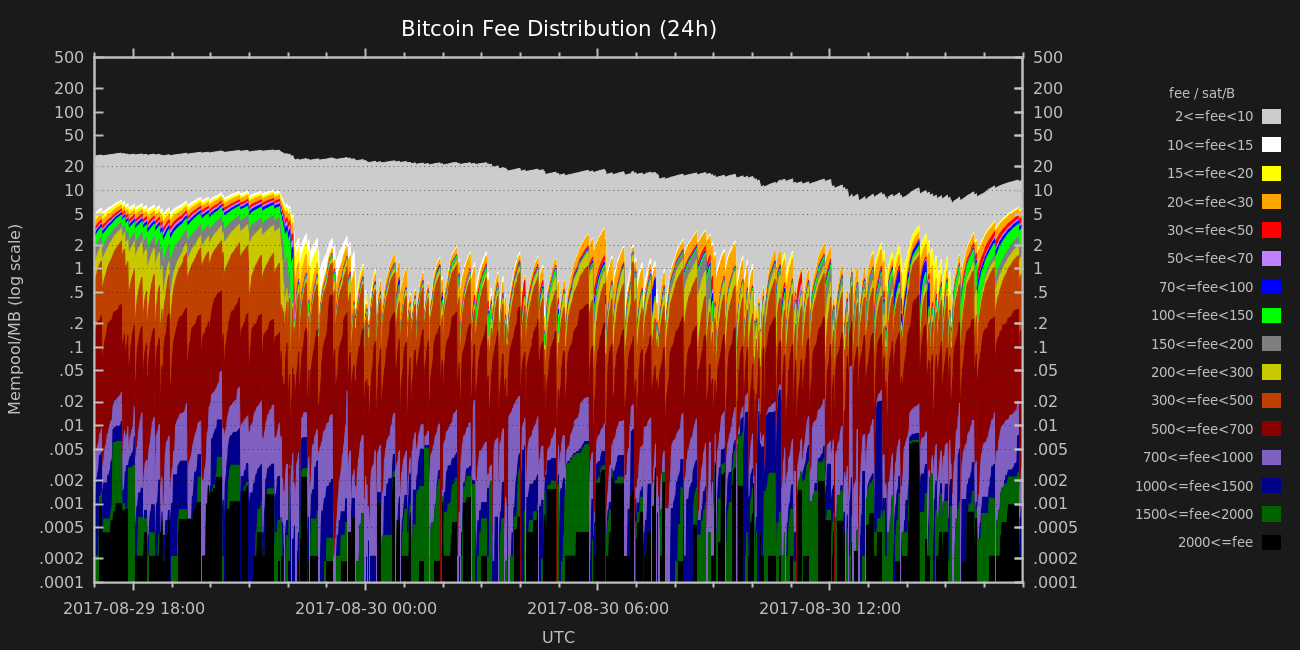 Bitcoin Fee Distribution (24h)
500 500
200 200
100 100
50 50
20 20
10 10
5 5
2 2
1 1
.5 .5
.2 .2
.1 .1
.05 .05
.02 .02
.01 .01
.005 .005
.002 .002
.001 .001
.0005 .0005
.0002 .0002
.0001 .0001
Mempool/MB (log scale)
2017-08-29 18:00 2017-08-30 00:00 2017-08-30 06:00 2017-08-30 12:00
UTC
fee / sat/B
2<=fee<10
10<=fee<15
15<=fee<20
20<=fee<30
30<=fee<50
50<=fee<70
70<=fee<100
100<=fee<150
150<=fee<200
200<=fee<300
300<=fee<500
500<=fee<700
700<=fee<1000
1000<=fee<1500
1500<=fee<2000
2000<=fee